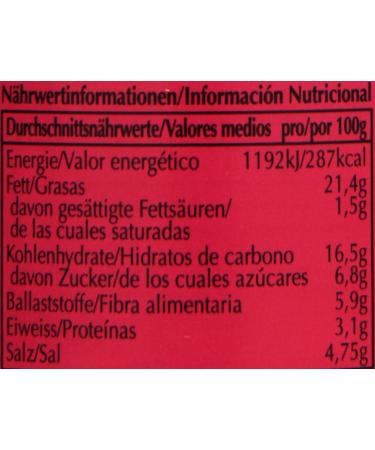 Nährwertinformationen/Información Nutricional
Durchschnittsnährwerte/Valores medios pro/por 100g
Energie/Valor energético 1192kJ/287kcal
Fett/Grasas 21,4g
davon gesättigte Fettsäuren/ 1,5g
de las cuales saturadas
Kohlenhydrate/Hidratos de carbono 16,5g
davon Zucker/de los cuales azúcares 6,8g
Ballaststoffe/Fibra alimentaria 5,9g
Eiweiss/Proteínas 3,1g
Salz/Sal 4,75g